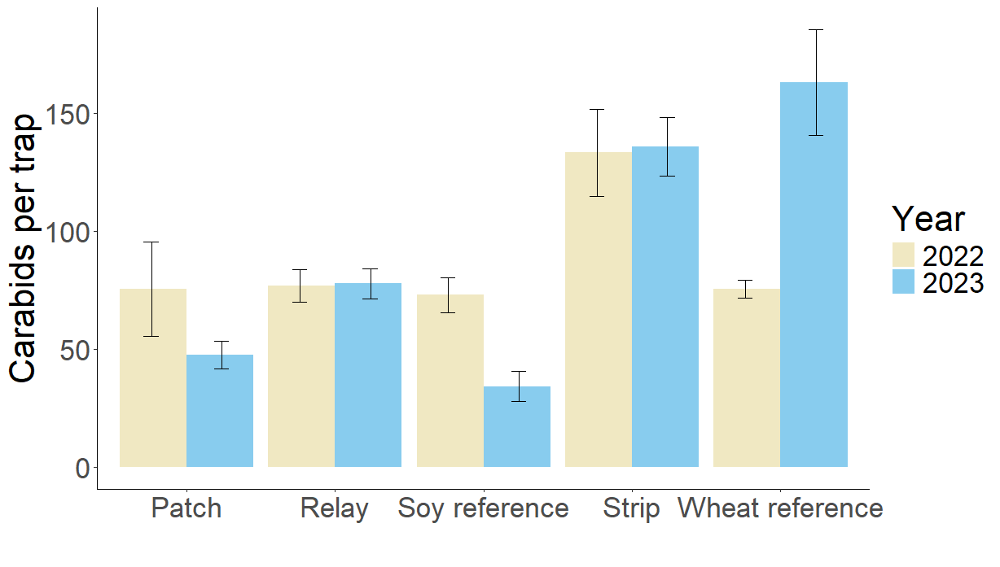 Carabids per trap
150
100
50
0
Patch
Relay
Soy reference
Strip
Wheat reference
Year
2022
2023